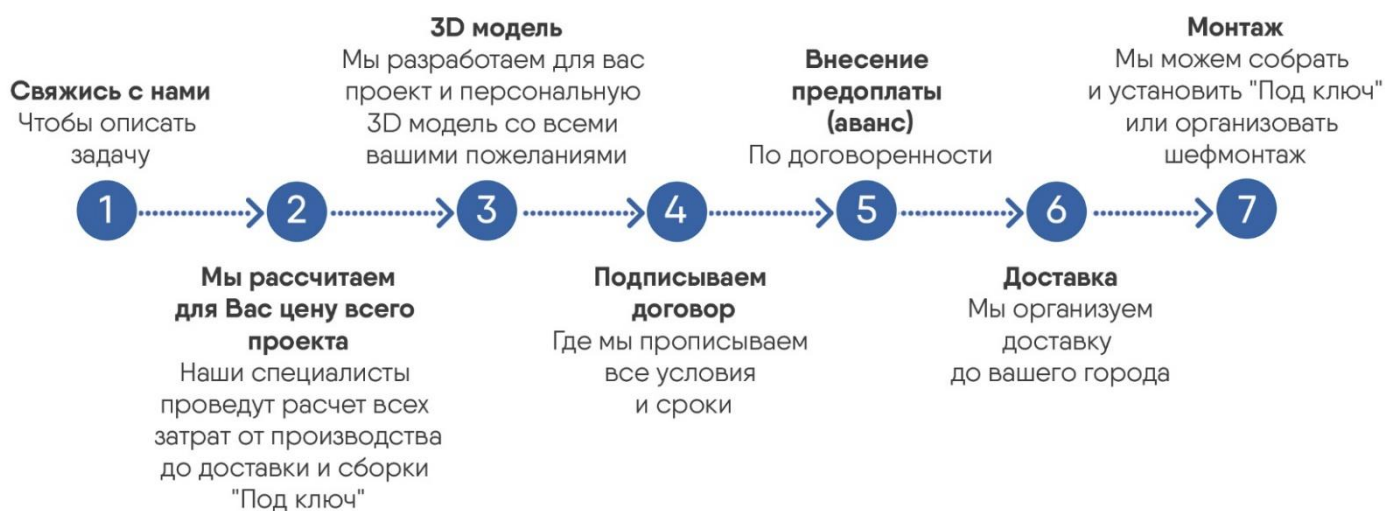 Свяжись с нами
Чтобы описать
задачу
1
2
Мы рассчитаем
для Вас цену всего
проекта
Наши специалисты
проведут расчет всех
затрат от производства
до доставки и сборки
"Под ключ"
3D модель
Мы разработаем для вас
проект и персональную
3D модель со всеми
вашими пожеланиями
3
4
Подписываем
договор
Где мы прописываем
все условия
и сроки
Внесение
предоплаты
(аванс)
По договоренности
5
6
Доставка
Мы организуем
доставку
до вашего города
Монтаж
Мы можем собрать
и установить "Под ключ"
или организовать
шефмонтаж
7